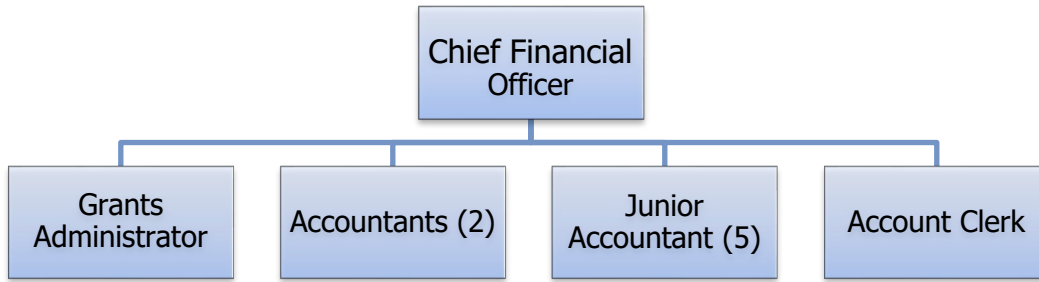 Chief Financial
Officer
Grants
Administrator
Accountants (2)
Junior
Accountant (5)
Account Clerk